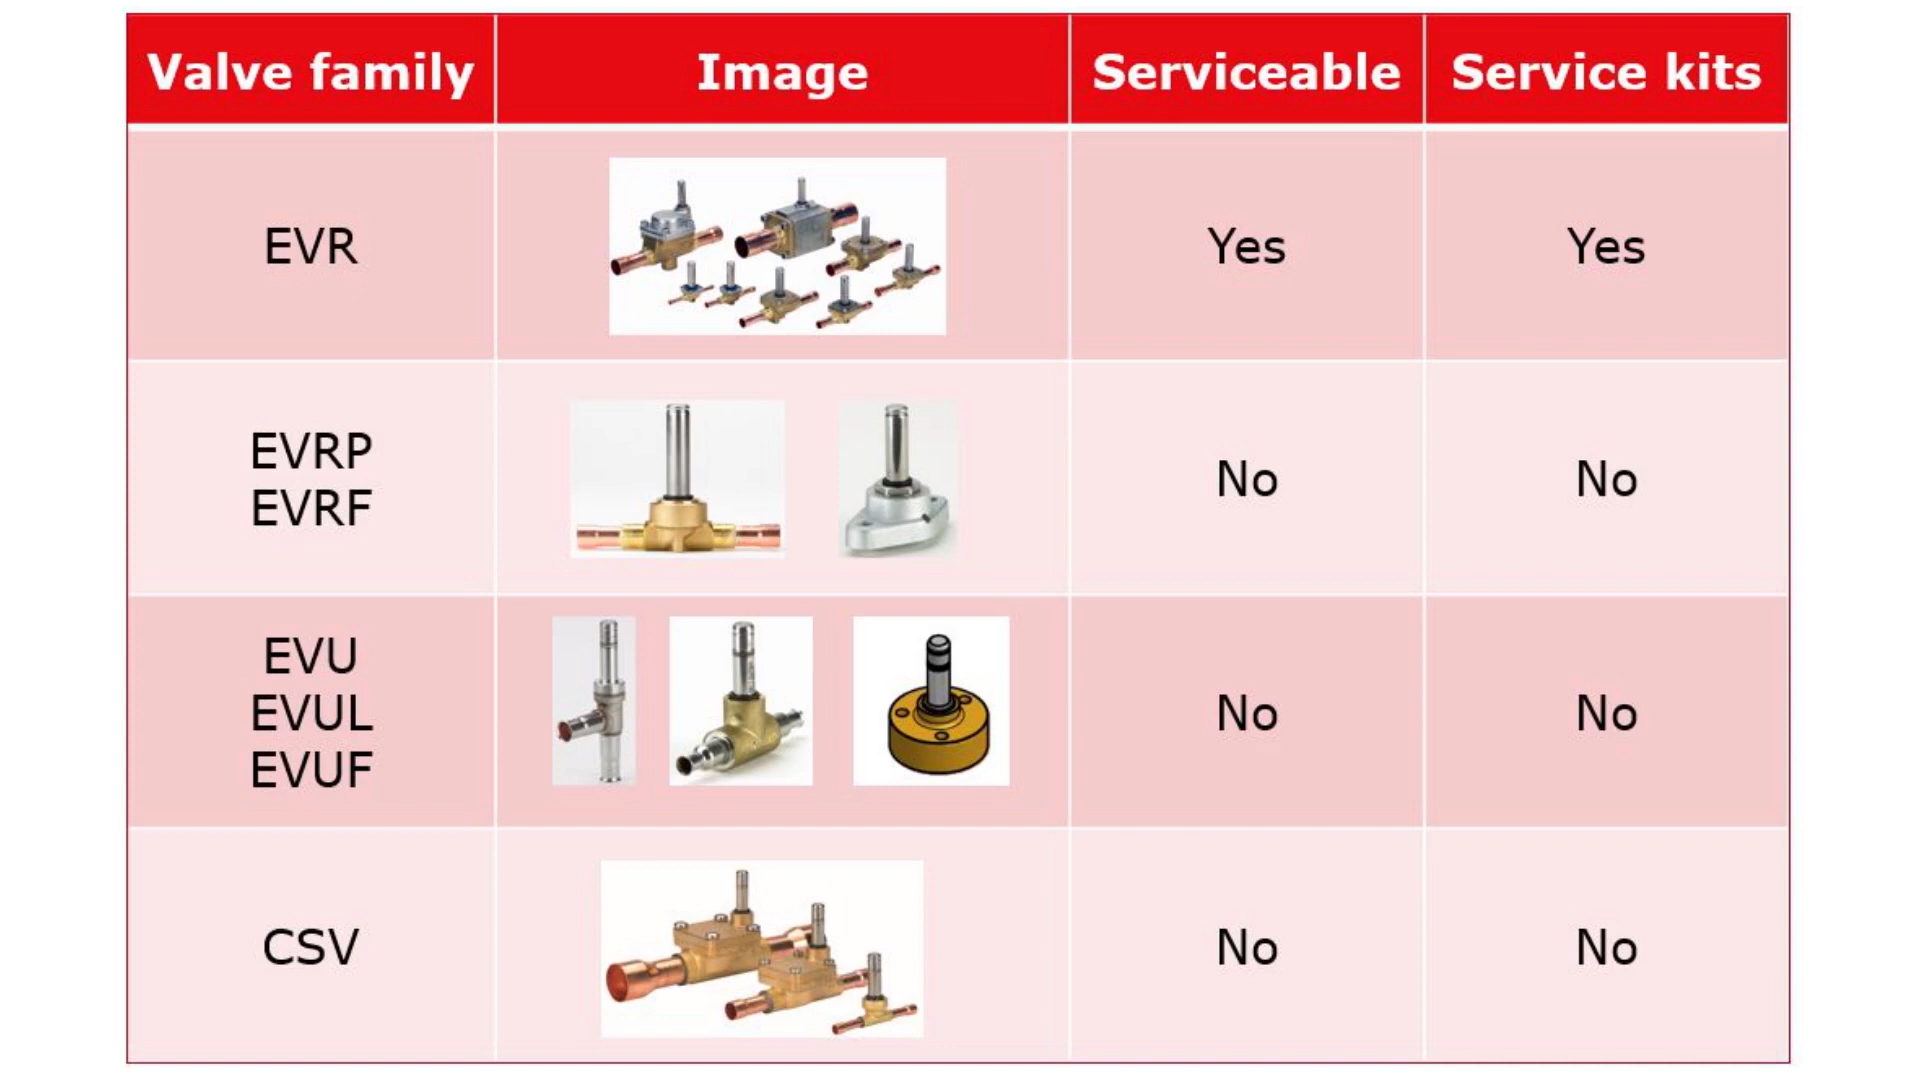 Valve family Image Serviceable Service kits
EVR Yes Yes
EVRP
EVRF
No No
EVU
EVUL
EVUF
No No
CSV No No